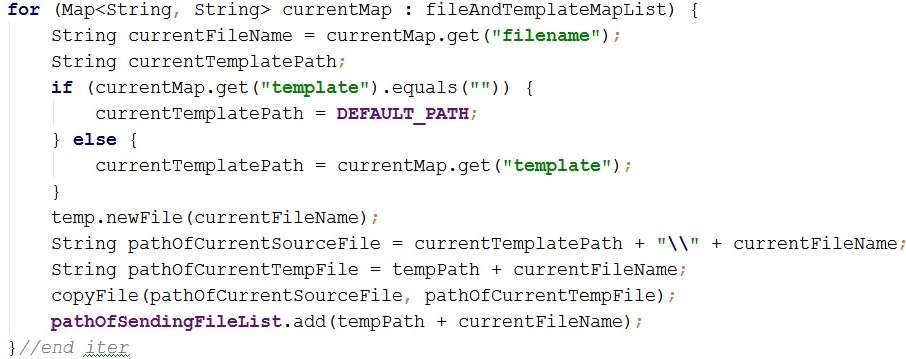 for (Map<String, String> currentMap : fileAndTemplateMapList) {
    String currentFileName = currentMap.get("filename");
    String currentTemplatePath;
    if (currentMap.get("template").equals("")) {
        currentTemplatePath = DEFAULT_PATH;
    } else {
        currentTemplatePath = currentMap.get("template");
    }
    temp.newFile(currentFileName);
    String pathOfCurrentSourceFile = currentTemplatePath + "\\" + currentFileName;
    String pathOfCurrentTempFile = tempPath + currentFileName;
    copyFile(pathOfCurrentSourceFile, pathOfCurrentTempFile);
    pathOfSendingFileList.add(tempPath + currentFileName);
}//end iter